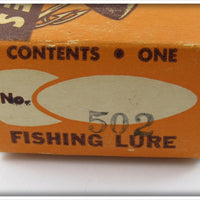 CONTENTS • ONE
No. 502
FISHING LURE